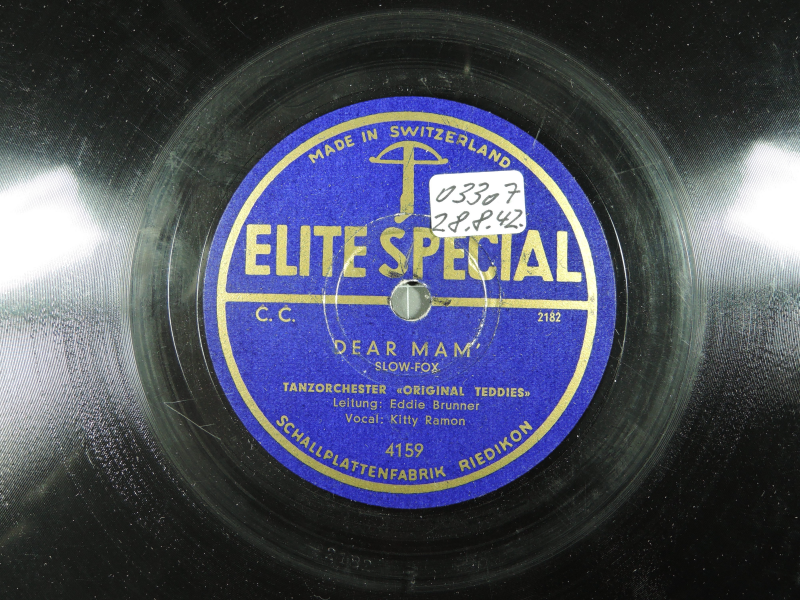 MADE IN SWITZERLAND
03307
28.8.42.
ELITE SPECIAL
C. C.
2182
DEAR MAM'
SLOW-FOX
TANZORCHESTER «ORIGINAL TEDDIES»
Leitung: Eddie Brunner
Vocal: Kitty Ramon
4159
SCHALLPLATTENFABRIK RIEDIKON